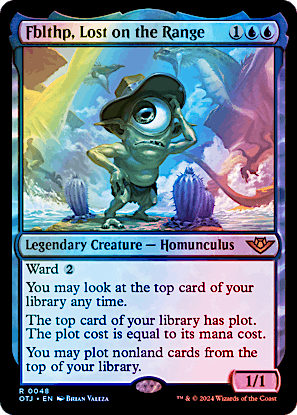 Fblthp, Lost on the Range 1
Legendary Creature — Homunculus
Ward 2
You may look at the top card of your
library any time.
The top card of your library has plot.
The plot cost is equal to its mana cost.
You may plot nonland cards from the
top of your library.
1/1
R 0048
OTJ • EN Brian Valeza
™ & © 2024 Wizards of the Coast